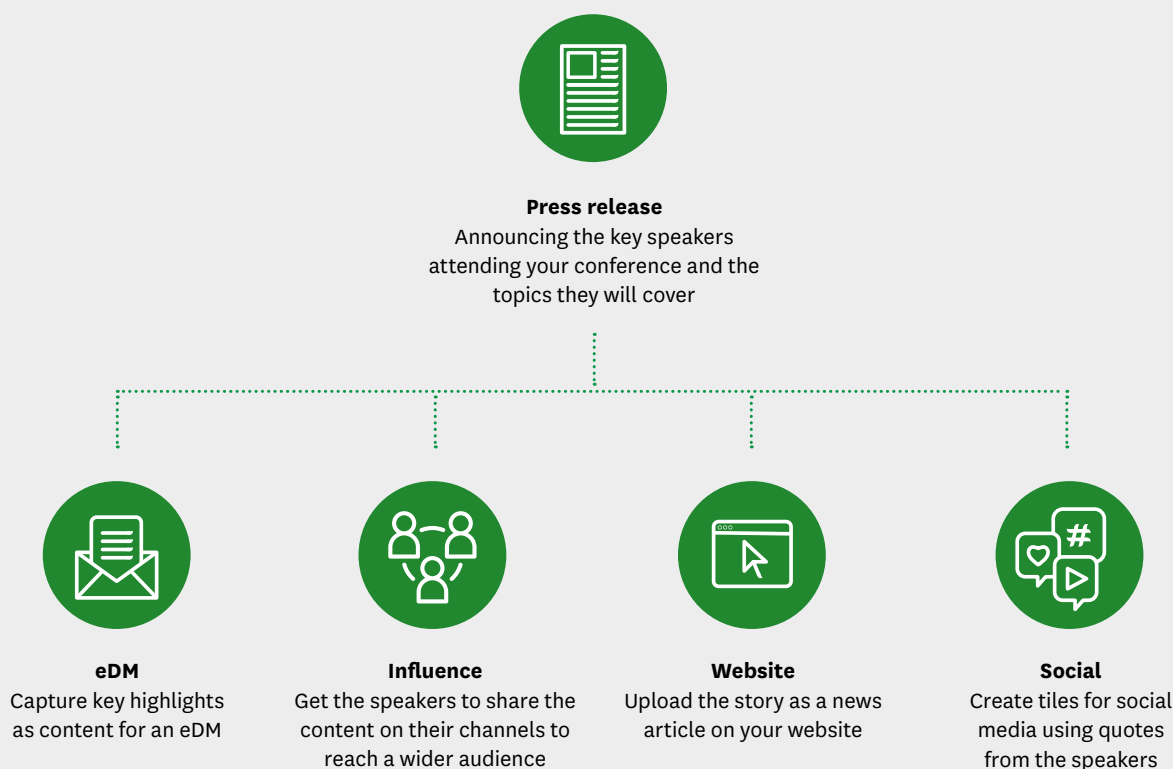 Press release
Announcing the key speakers
attending your conference and the
topics they will cover
eDM
Capture key highlights
as content for an eDM
Influence
Get the speakers to share the
content on their channels to
reach a wider audience
Website
Upload the story as a news
article on your website
#
Social
Create tiles for social
media using quotes
from the speakers